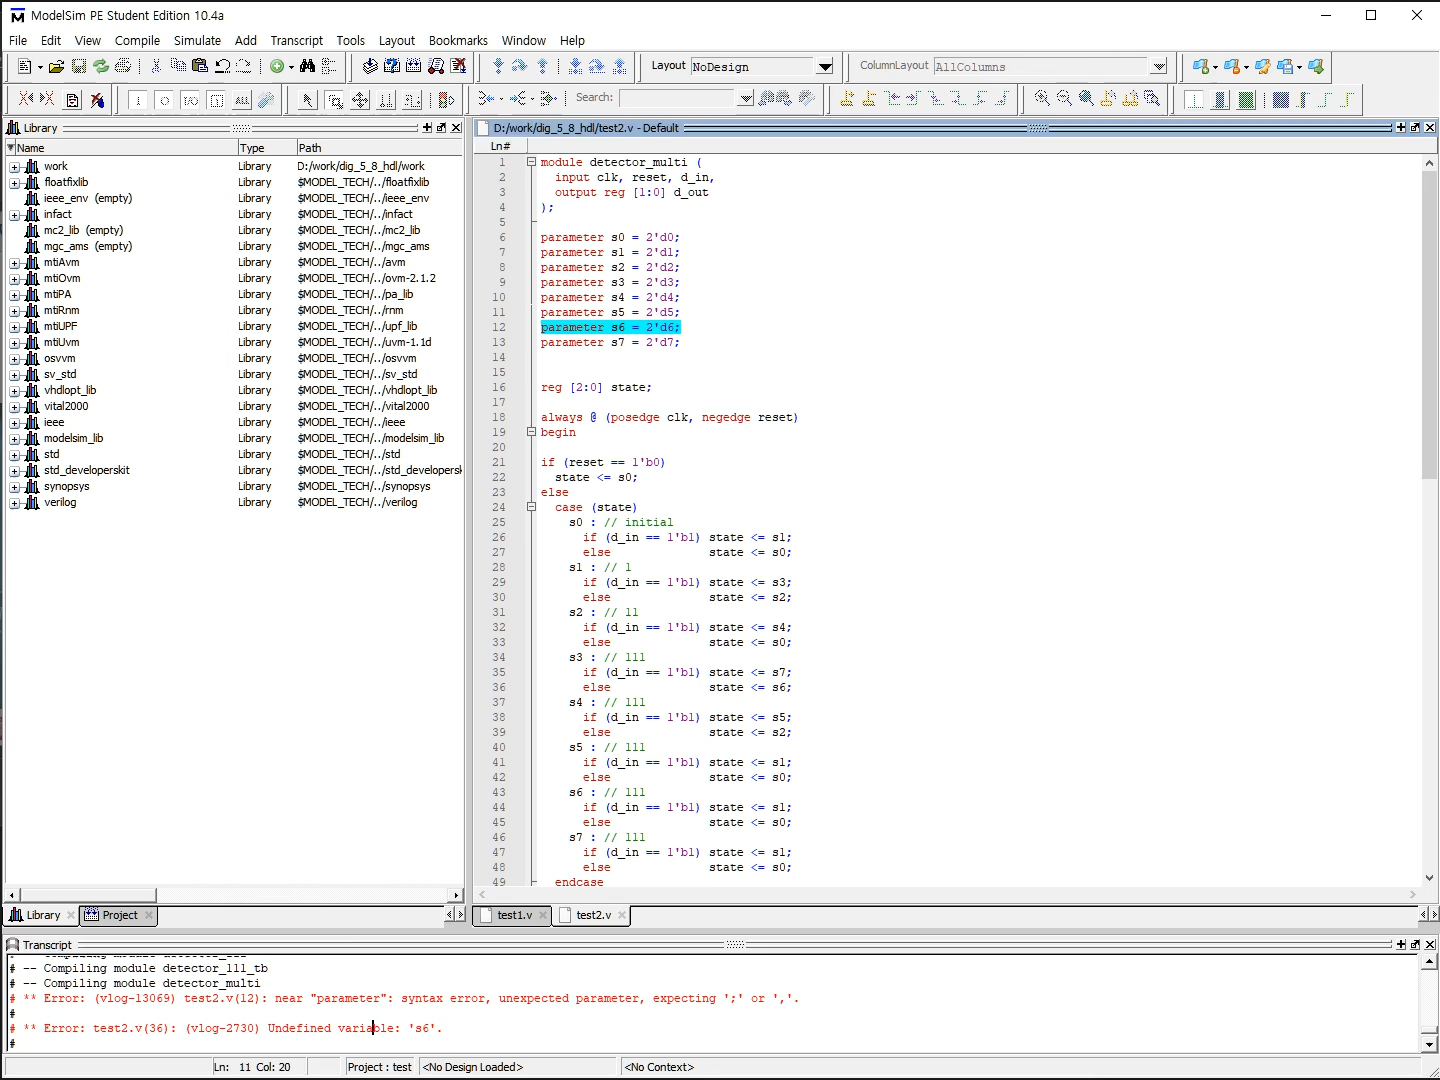 ModelSim PE Student Edition 10.4a
File Edit View Compile Simulate Add Transcript Tools Layout Bookmarks Window Help
Layout NoDesign ColumnLayout AllColumns
Search:
Library
Name Type Path
work Library D:/work/dig_5_8_hdl/work
floatfixlib Library $MODEL_TECH/../floatfixlib
ieee_env (empty) Library $MODEL_TECH/../ieee_env
infact Library $MODEL_TECH/../infact
mc2_lib (empty) Library $MODEL_TECH/../mc2_lib
mgc_ams (empty) Library $MODEL_TECH/../mgc_ams
mtiAvm Library $MODEL_TECH/../avm
mtiOvm Library $MODEL_TECH/../ovm-2.1.2
mtiPA Library $MODEL_TECH/../pa_lib
mtiRnm Library $MODEL_TECH/../rnm
mtiUPF Library $MODEL_TECH/../upf_lib
mtiUvm Library $MODEL_TECH/../uvm-1.1d
osvvm Library $MODEL_TECH/../osvvm
sv_std Library $MODEL_TECH/../sv_std
vhdlopt_lib Library $MODEL_TECH/../vhdlopt_lib
vital2000 Library $MODEL_TECH/../vital2000
ieee Library $MODEL_TECH/../ieee
modelsim_lib Library $MODEL_TECH/../modelsim_lib
std Library $MODEL_TECH/../std
std_developerskit Library $MODEL_TECH/../std_developersk
synopsys Library $MODEL_TECH/../synopsys
verilog Library $MODEL_TECH/../verilog
Library Project
D:/work/dig_5_8_hdl/test2.v - Default
Ln#
1 module detector_multi (
2 input clk, reset, d_in,
3 output reg [1:0] d_out
4 );
5
6 parameter s0 = 2'd0;
7 parameter s1 = 2'd1;
8 parameter s2 = 2'd2;
9 parameter s3 = 2'd3;
10 parameter s4 = 2'd4;
11 parameter s5 = 2'd5;
12 parameter s6 = 2'd6;
13 parameter s7 = 2'd7;
14
15
16 reg [2:0] state;
17
18 always @ (posedge clk, negedge reset)
19 begin
20
21 if (reset == 1'b0)
22 state <= s0;
23 else
24 case (state)
25 s0 : // initial
26 if (d_in == 1'b1) state <= s1;
27 else state <= s0;
28 s1 : // 1
29 if (d_in == 1'b1) state <= s3;
30 else state <= s2;
31 s2 : // 11
32 if (d_in == 1'b1) state <= s4;
33 else state <= s0;
34 s3 : // 111
35 if (d_in == 1'b1) state <= s7;
36 else state <= s6;
37 s4 : // 111
38 if (d_in == 1'b1) state <= s5;
39 else state <= s2;
40 s5 : // 111
41 if (d_in == 1'b1) state <= s1;
42 else state <= s0;
43 s6 : // 111
44 if (d_in == 1'b1) state <= s1;
45 else state <= s0;
46 s7 : // 111
47 if (d_in == 1'b1) state <= s1;
48 else state <= s0;
49 endcase
test1.v test2.v
Transcript
# -- Compiling module detector_111_tb
# -- Compiling module detector_multi
# ** Error: (vlog-13069) test2.v(12): near "parameter": syntax error, unexpected parameter, expecting ';' or ','.
#
# ** Error: test2.v(36): (vlog-2730) Undefined variable: 's6'.
#
Ln: 11 Col: 20 Project : test <No Design Loaded> <No Context>